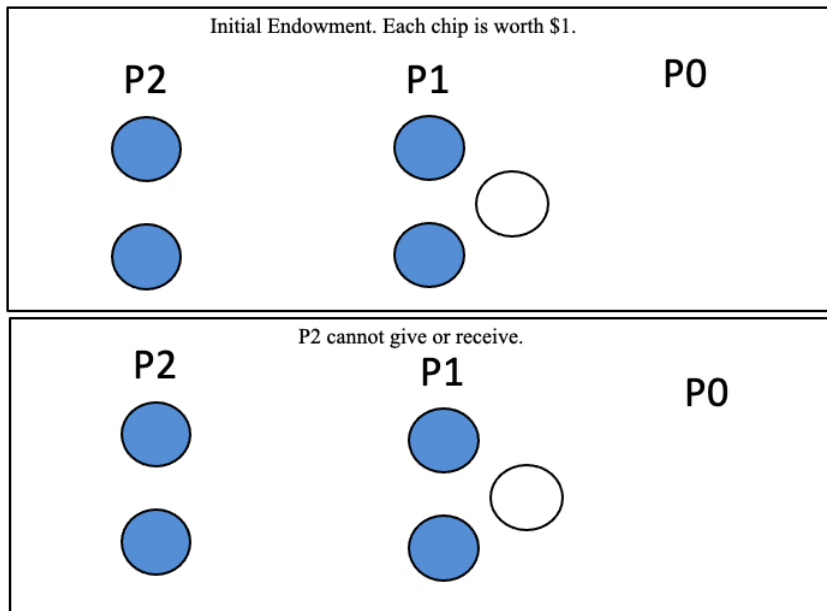 Initial Endowment. Each chip is worth $1.
P2 P1 P0
P2 cannot give or receive.
P2 P1 P0